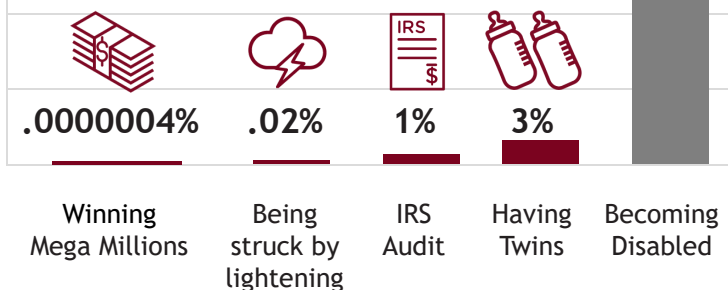 IRS
$
$
.0000004%
.02%
1%
3%
Winning
Mega Millions
Being
struck by
lightening
IRS
Audit
Having
Twins
Becoming
Disabled